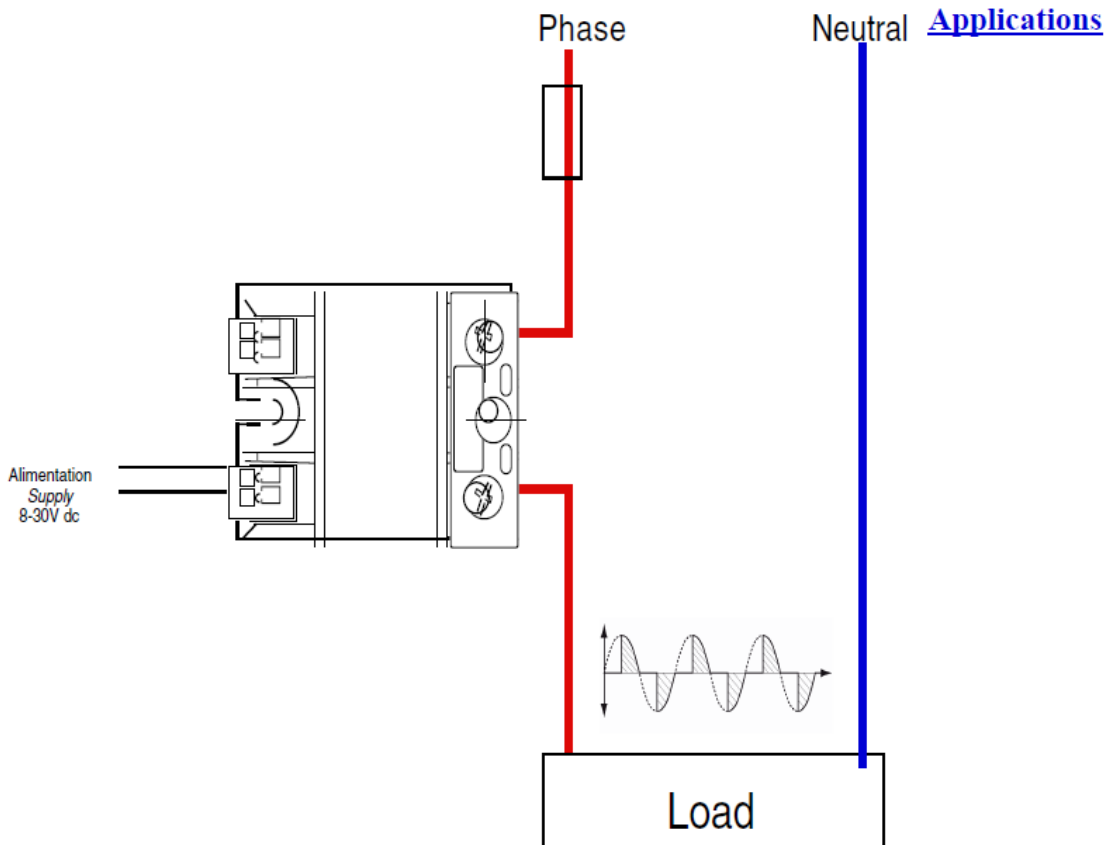 Phase
Neutral
Applications
Alimentation
Supply
8-30V dc
Load